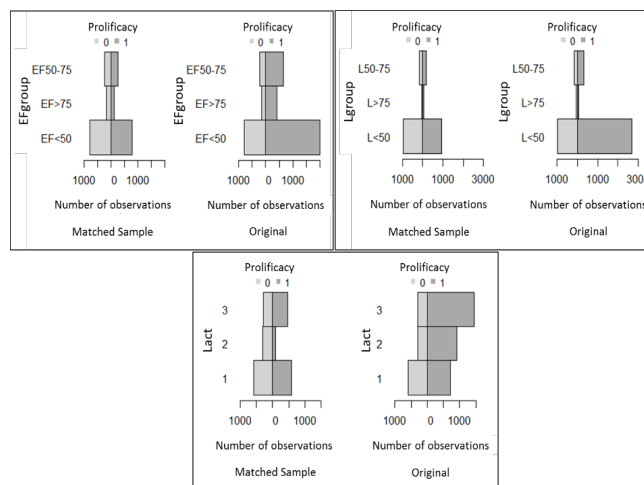 Prolificacy
0 1
EFgroup
EF50-75
EF>75
EF<50
1000 0 1000
Number of observations
Matched Sample
Prolificacy
0 1
EFgroup
EF50-75
EF>75
EF<50
1000 0 1000
Number of observations
Original
Prolificacy
0 1
Lgroup
L50-75
L>75
L<50
1000 1000 3000
Number of observations
Matched Sample
Prolificacy
0 1
Lgroup
L50-75
L>75
L<50
1000 1000 3000
Number of observations
Original
Prolificacy
0 1
Lact
3
2
1
1000 0 1000
Number of observations
Matched Sample
Prolificacy
0 1
3
2
1
1000 0 1000
Number of observations
Original